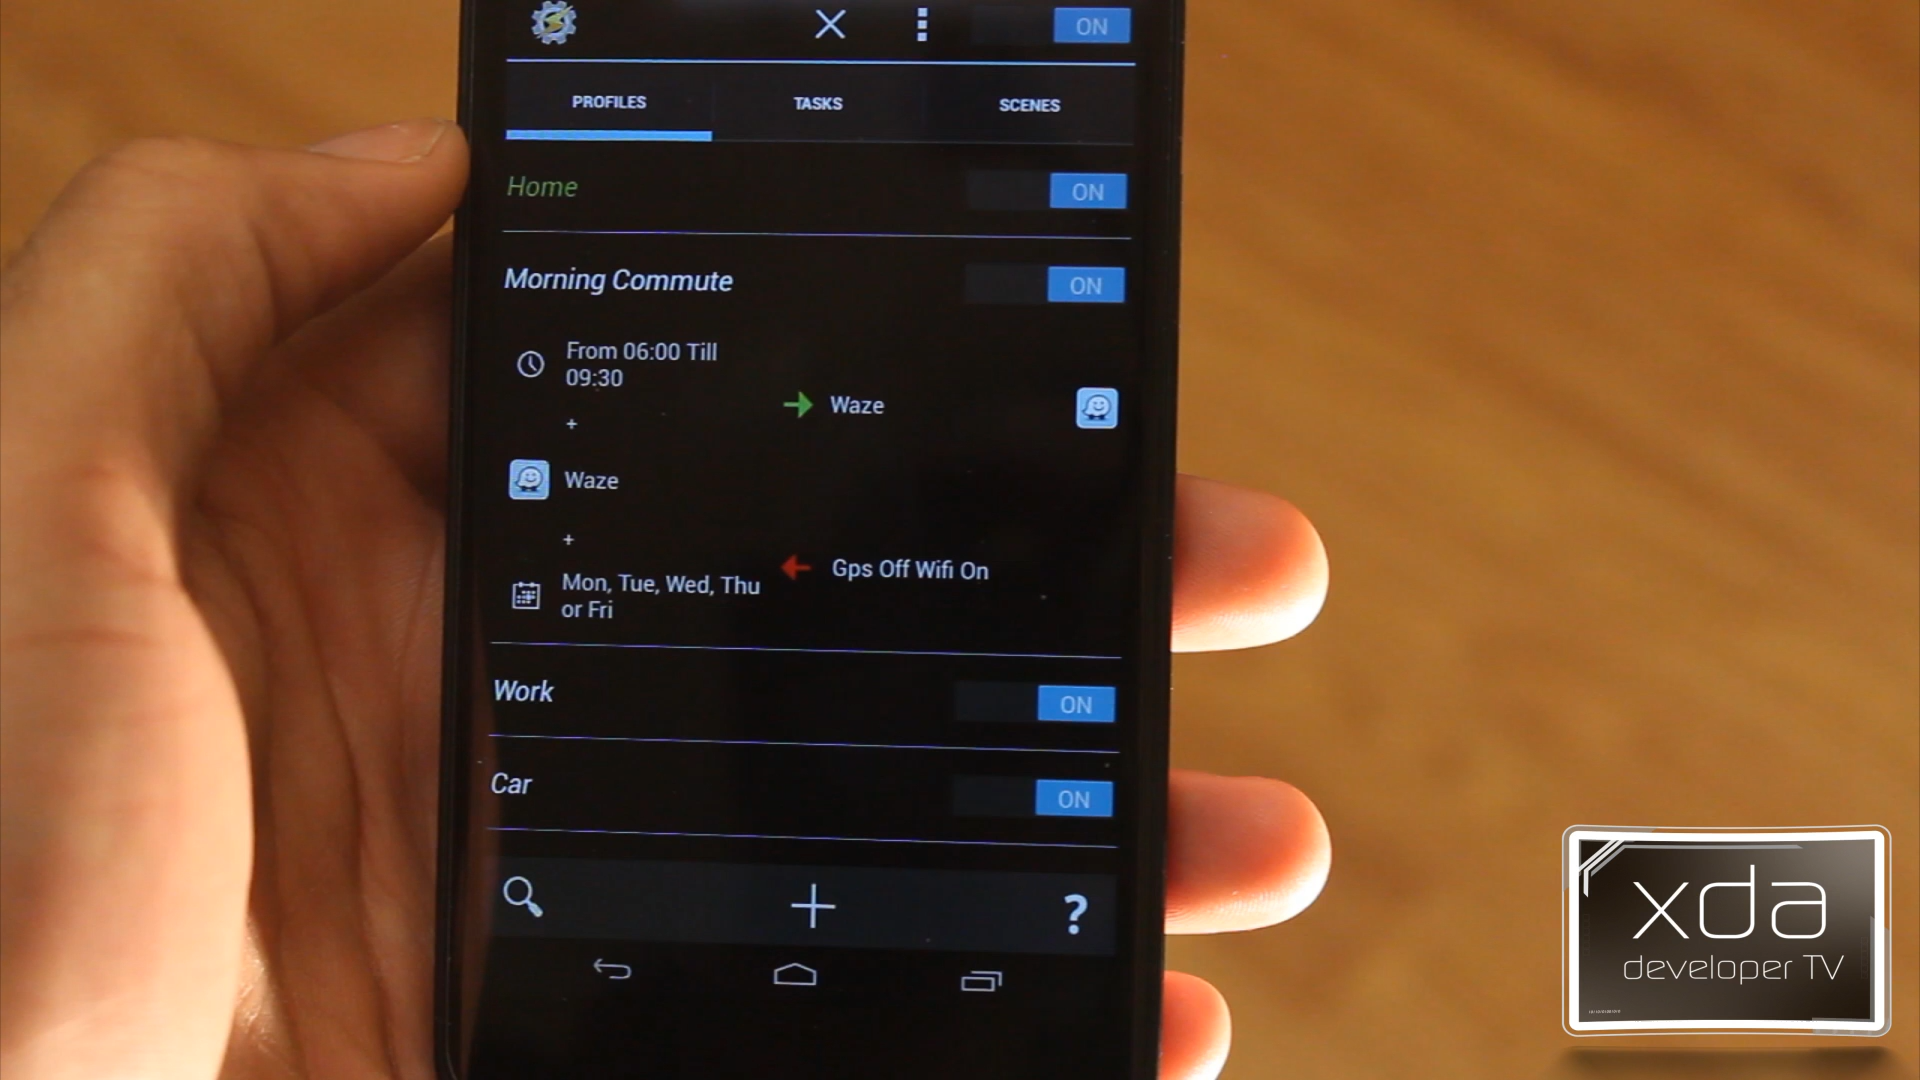 ON
PROFILES TASKS SCENES
Home ON
Morning Commute ON
From 06:00 Till
09:30
+
Waze
Waze
+
Gps Off Wifi On
Mon, Tue, Wed, Thu
or Fri
Work ON
Car ON
+
?
xda
developer TV